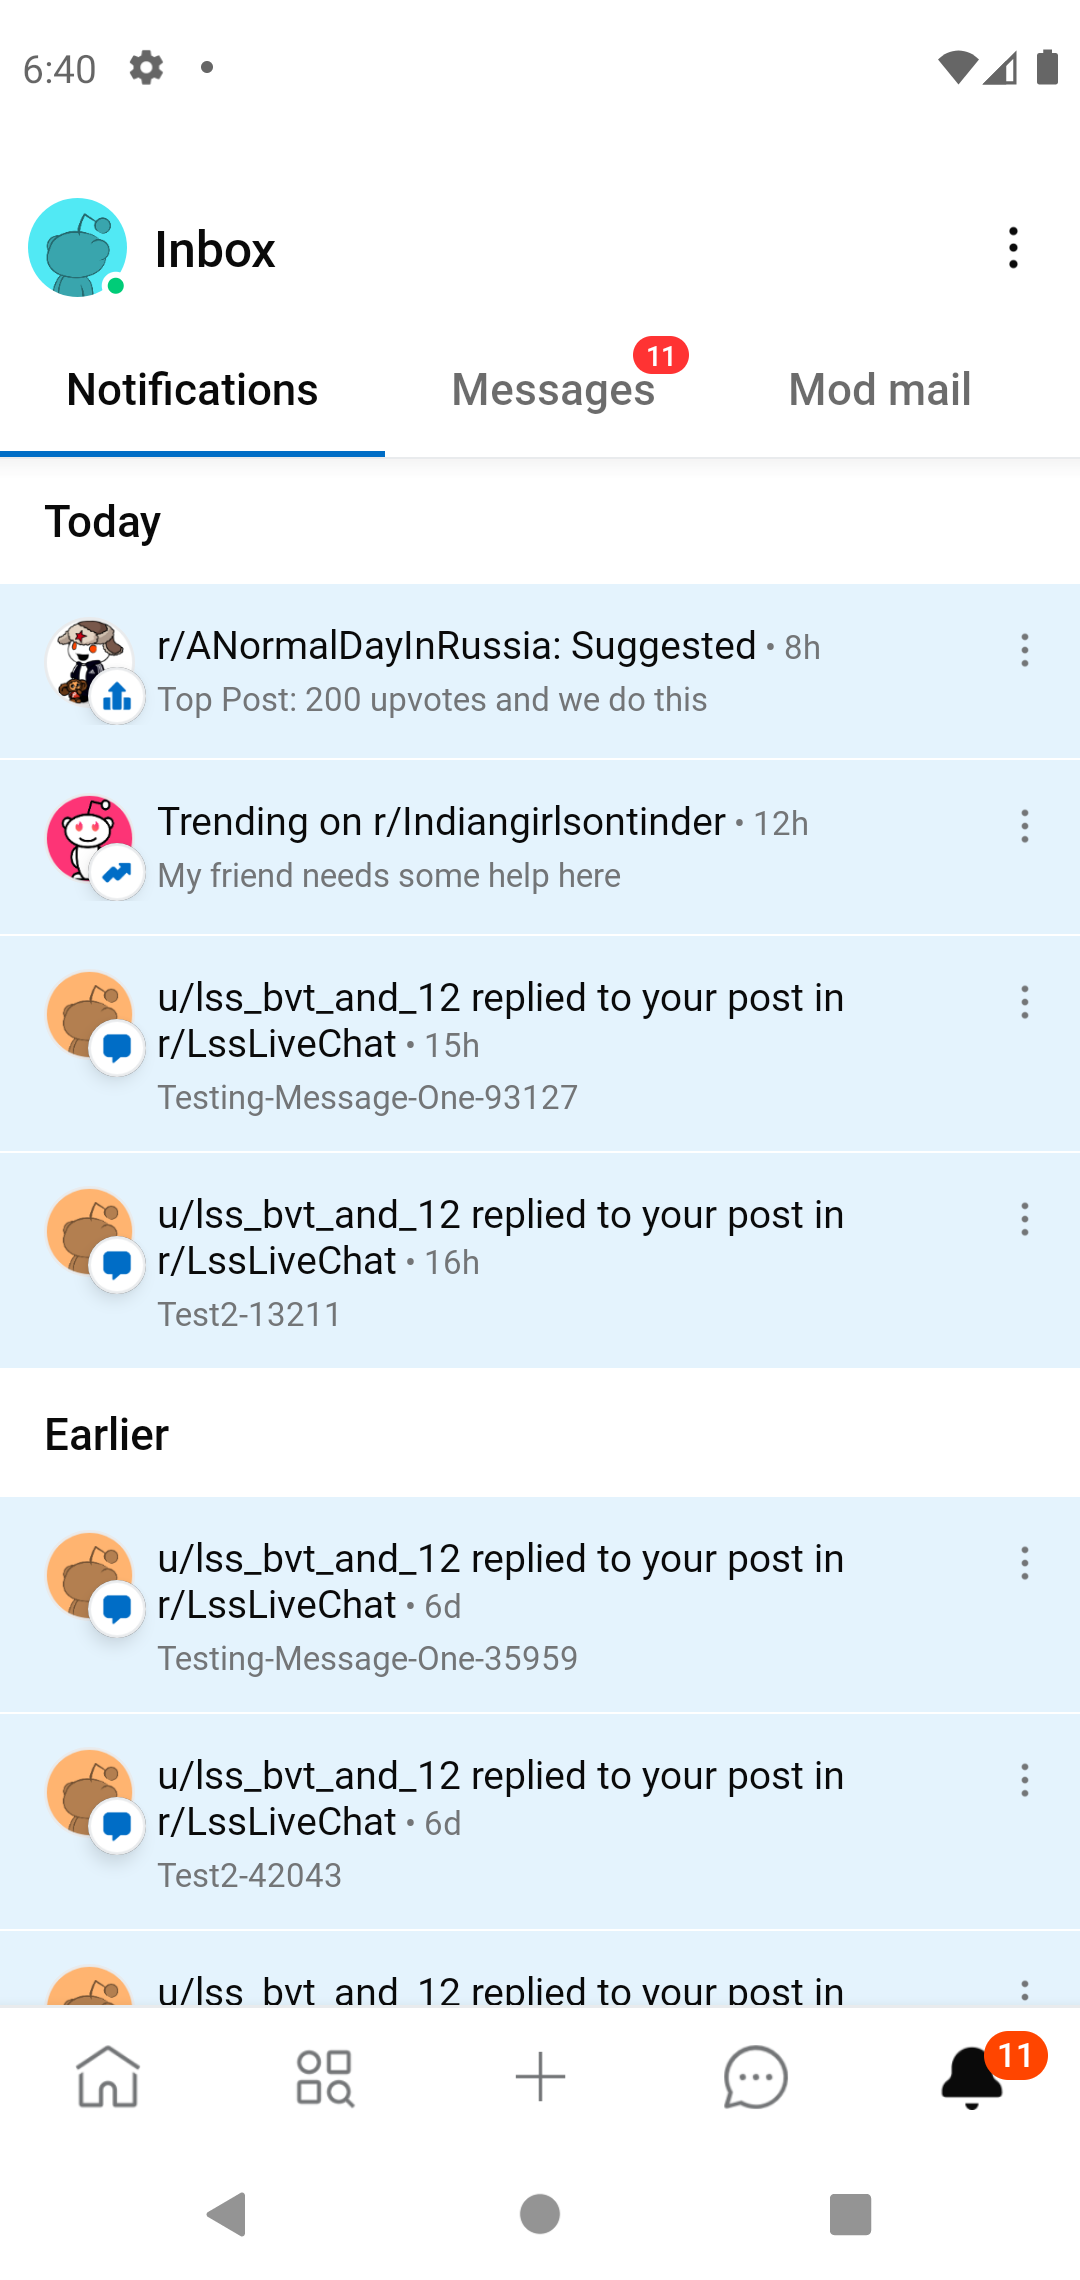 6:40
Inbox
Notifications
Messages
11
Mod mail
Today
r/ANormalDayInRussia: Suggested • 8h
Top Post: 200 upvotes and we do this
Trending on r/Indiangirlsontinder • 12h
My friend needs some help here
u/lss_bvt_and_12 replied to your post in
r/LssLiveChat • 15h
Testing-Message-One-93127
u/lss_bvt_and_12 replied to your post in
r/LssLiveChat • 16h
Test2-13211
Earlier
u/lss_bvt_and_12 replied to your post in
r/LssLiveChat • 6d
Testing-Message-One-35959
u/lss_bvt_and_12 replied to your post in
r/LssLiveChat • 6d
Test2-42043
u/lss_bvt_and_12 replied to your post in
11